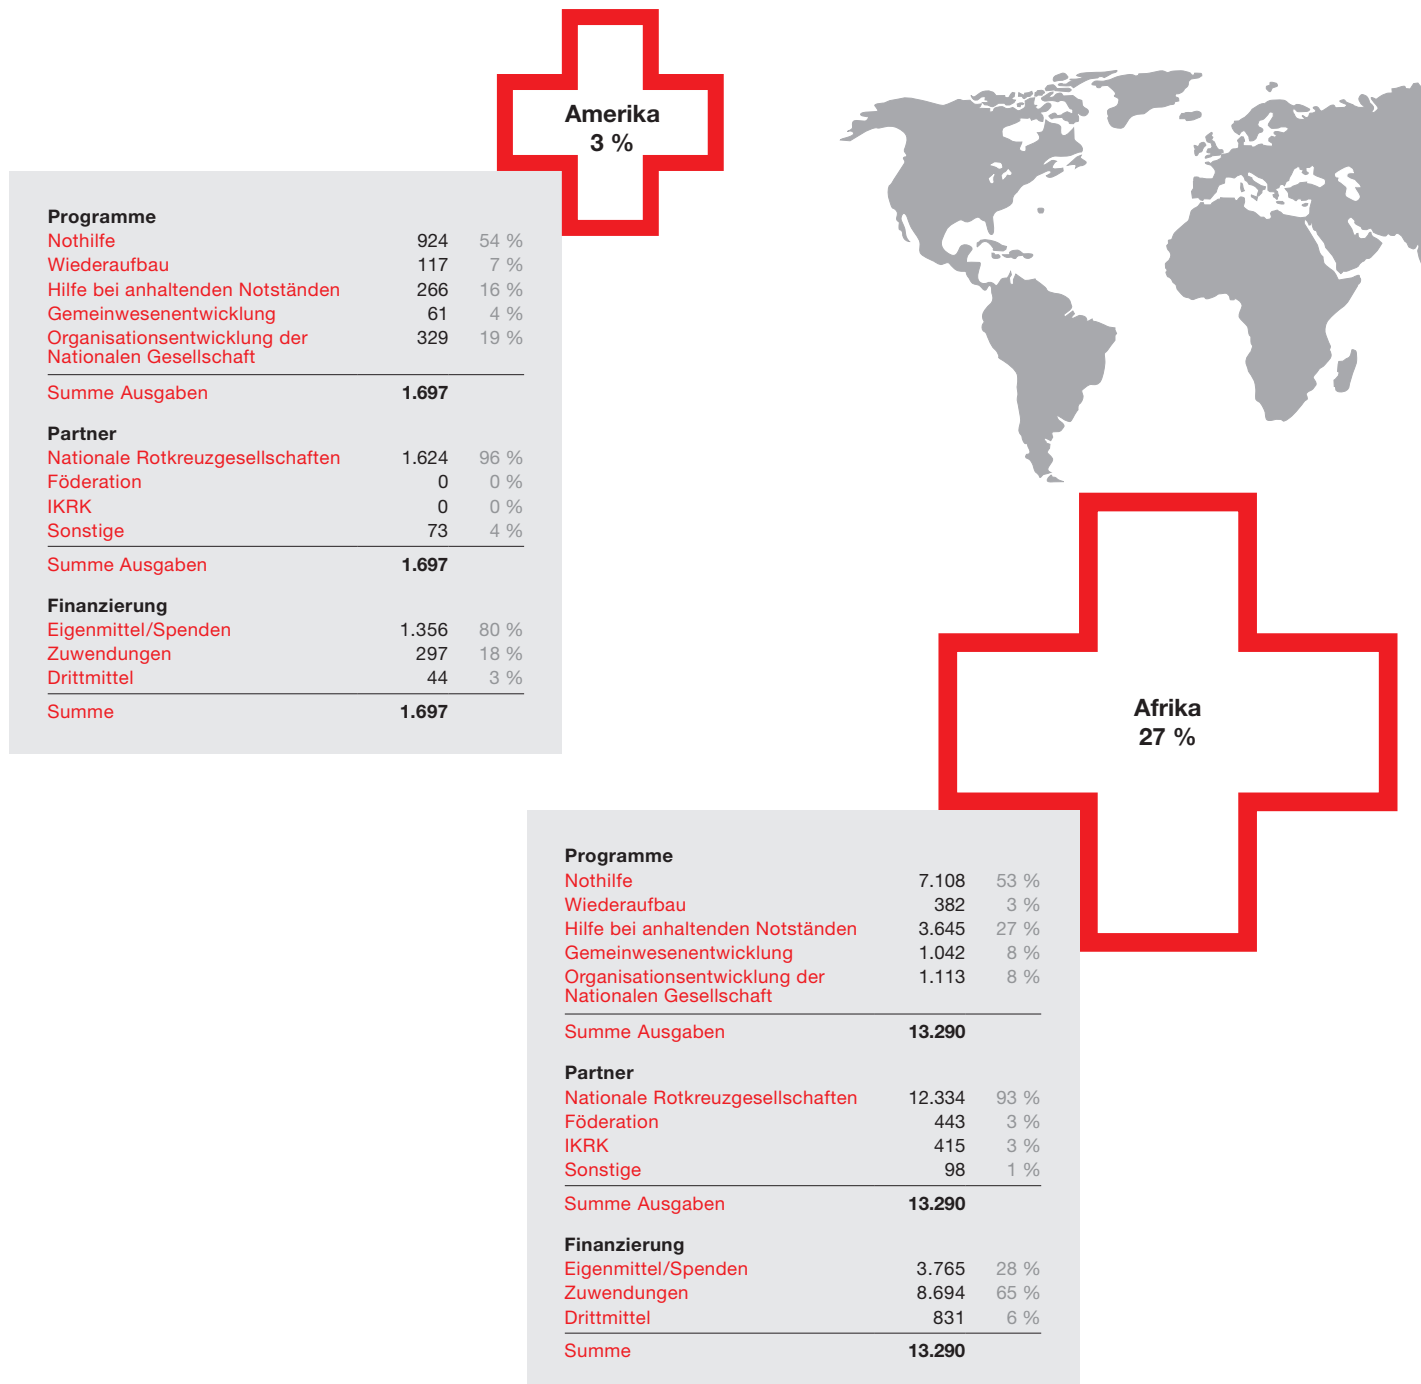 Amerika
3 %
Programme
Nothilfe 924 54 %
Wiederaufbau 117 7 %
Hilfe bei anhaltenden Notständen 266 16 %
Gemeinwesenentwicklung 61 4 %
Organisationsentwicklung der 329 19 %
Nationalen Gesellschaft
Summe Ausgaben 1.697
Partner
Nationale Rotkreuzgesellschaften 1.624 96 %
Föderation 0 0 %
IKRK 0 0 %
Sonstige 73 4 %
Summe Ausgaben 1.697
Finanzierung
Eigenmittel/Spenden 1.356 80 %
Zuwendungen 297 18 %
Drittmittel 44 3 %
Summe 1.697
Afrika
27 %
Programme
Nothilfe 7.108 53 %
Wiederaufbau 382 3 %
Hilfe bei anhaltenden Notständen 3.645 27 %
Gemeinwesenentwicklung 1.042 8 %
Organisationsentwicklung der 1.113 8 %
Nationalen Gesellschaft
Summe Ausgaben 13.290
Partner
Nationale Rotkreuzgesellschaften 12.334 93 %
Föderation 443 3 %
IKRK 415 3 %
Sonstige 98 1 %
Summe Ausgaben 13.290
Finanzierung
Eigenmittel/Spenden 3.765 28 %
Zuwendungen 8.694 65 %
Drittmittel 831 6 %
Summe 13.290